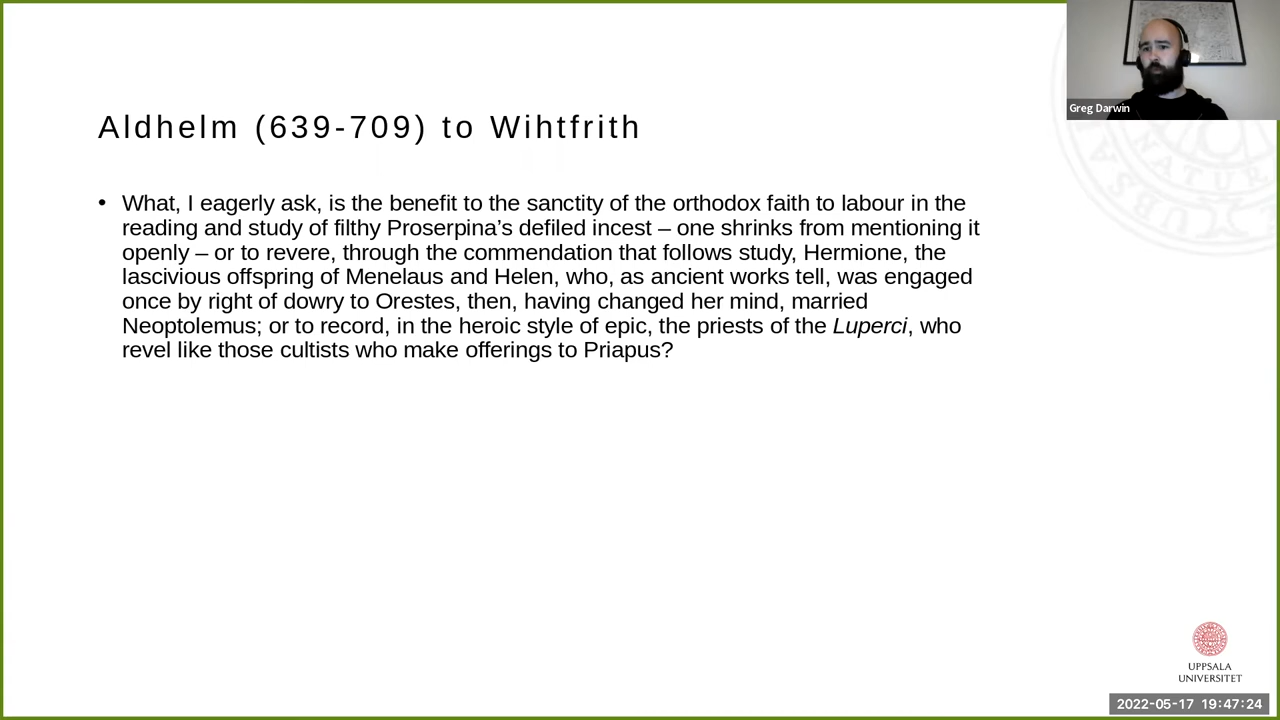 Greg Darwin
Aldhelm (639-709) to Wihtfrith
• What, I eagerly ask, is the benefit to the sanctity of the orthodox faith to labour in the
reading and study of filthy Proserpina’s defiled incest – one shrinks from mentioning it
openly – or to revere, through the commendation that follows study, Hermione, the
lascivious offspring of Menelaus and Helen, who, as ancient works tell, was engaged
once by right of dowry to Orestes, then, having changed her mind, married
Neoptolemus; or to record, in the heroic style of epic, the priests of the Luperci, who
revel like those cultists who make offerings to Priapus?
UPPSALA
UNIVERSITET
2022-05-17 19:47:24